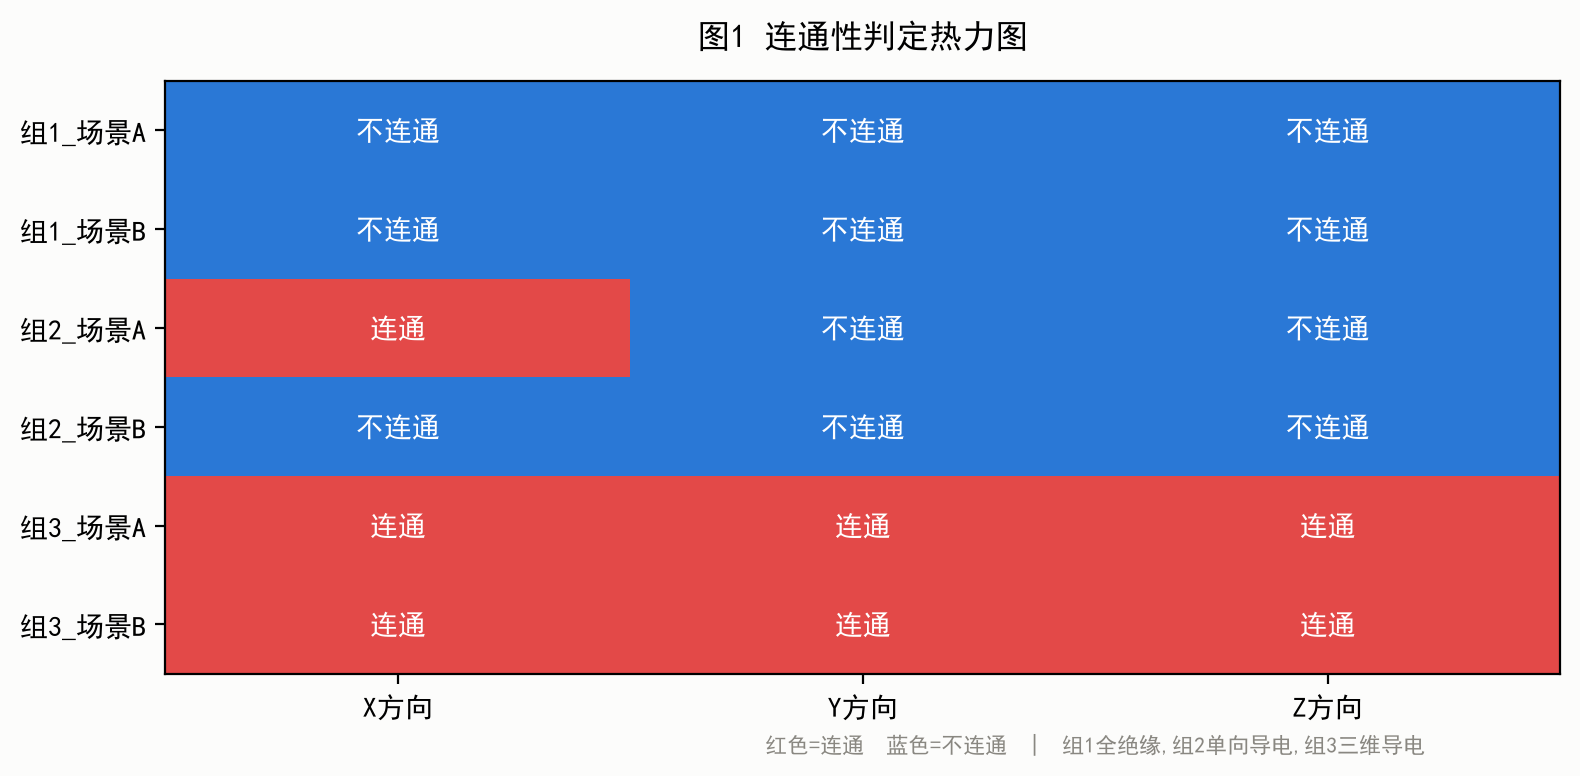 图1 连通性判定热力图
组1_场景A 不连通 不连通 不连通
组1_场景B 不连通 不连通 不连通
组2_场景A 连通 不连通 不连通
组2_场景B 不连通 不连通 不连通
组3_场景A 连通 连通 连通
组3_场景B 连通 连通 连通
X方向 Y方向 Z方向
红色=连通 蓝色=不连通 | 组1全绝缘,组2单向导电,组3三维导电